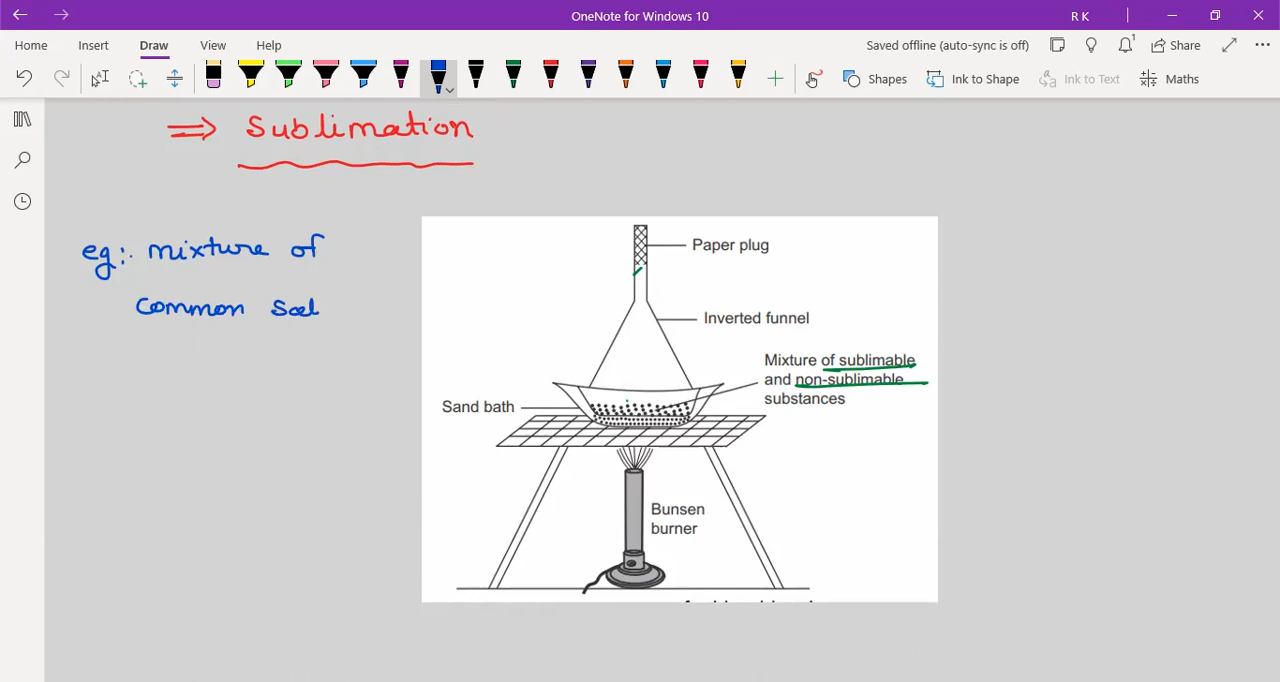 OneNote for Windows 10
R K
Home Insert Draw View Help
Saved offline (auto-sync is off)
1
Share
Shapes
Ink to Shape
Ink to Text
Maths
⇒ Sublimation
eg:- mixture of
Common Sal
Paper plug
Inverted funnel
Mixture of sublimable
and non-sublimable
substances
Sand bath
Bunsen
burner